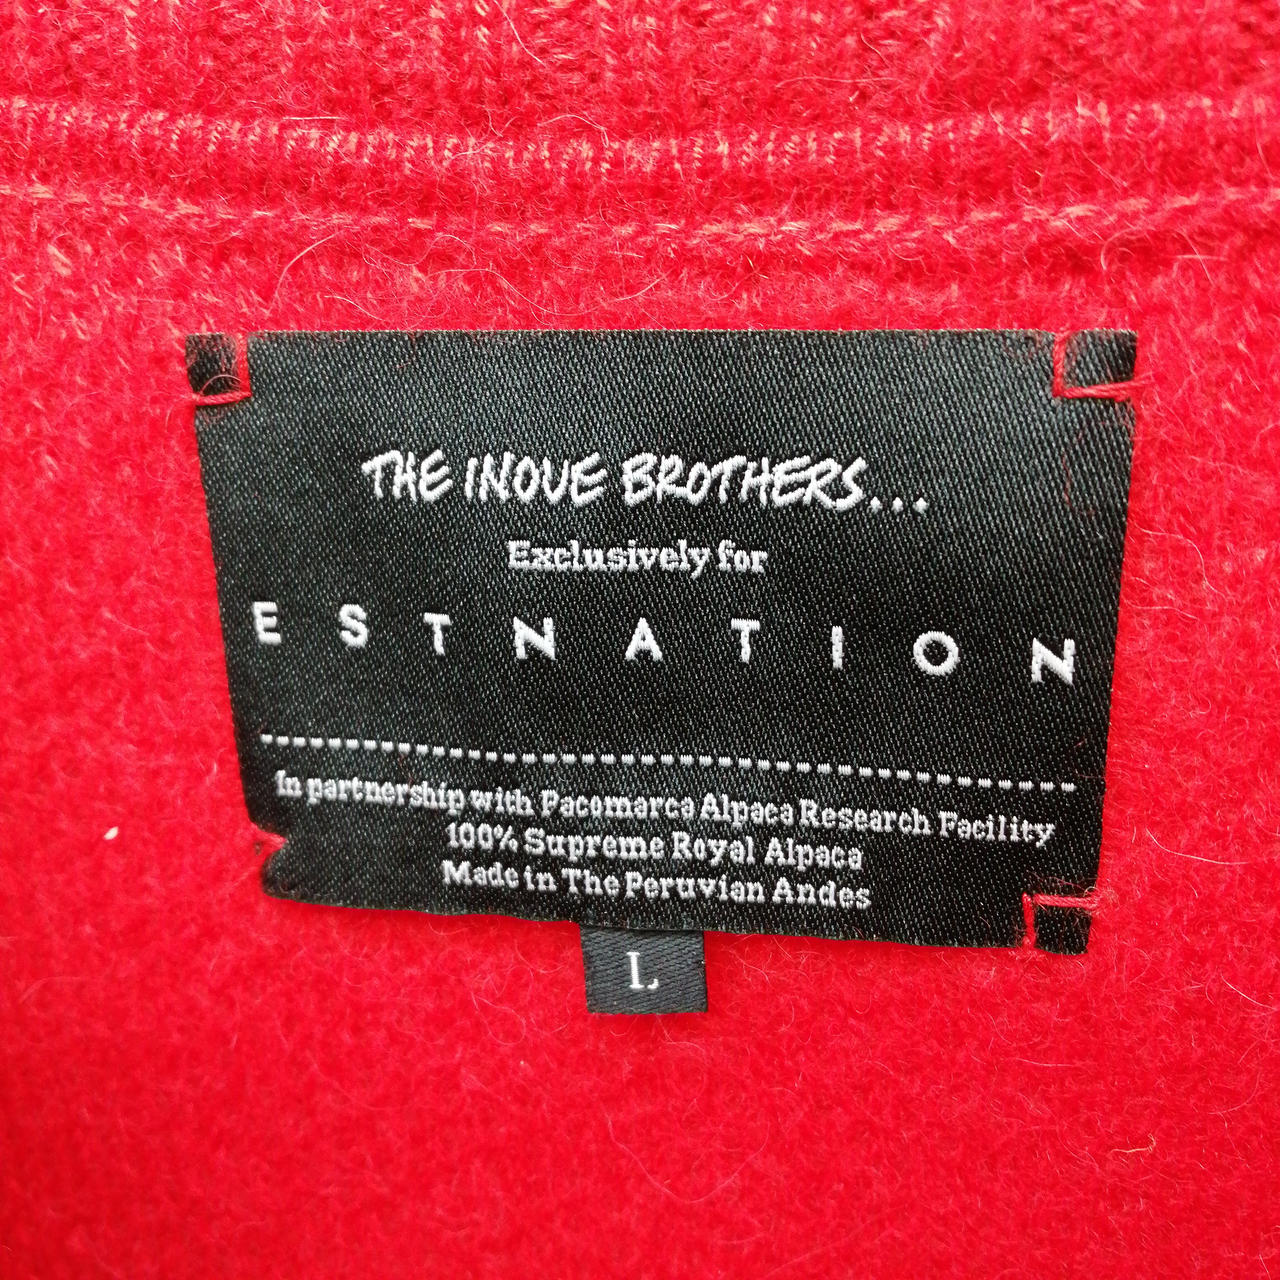 THE INOUE BROTHERS...
Exclusively for
ESTNATION
In partnership with Pacomarca Alpaca Research Facility
100% Supreme Royal Alpaca
Made in The Peruvian Andes
L